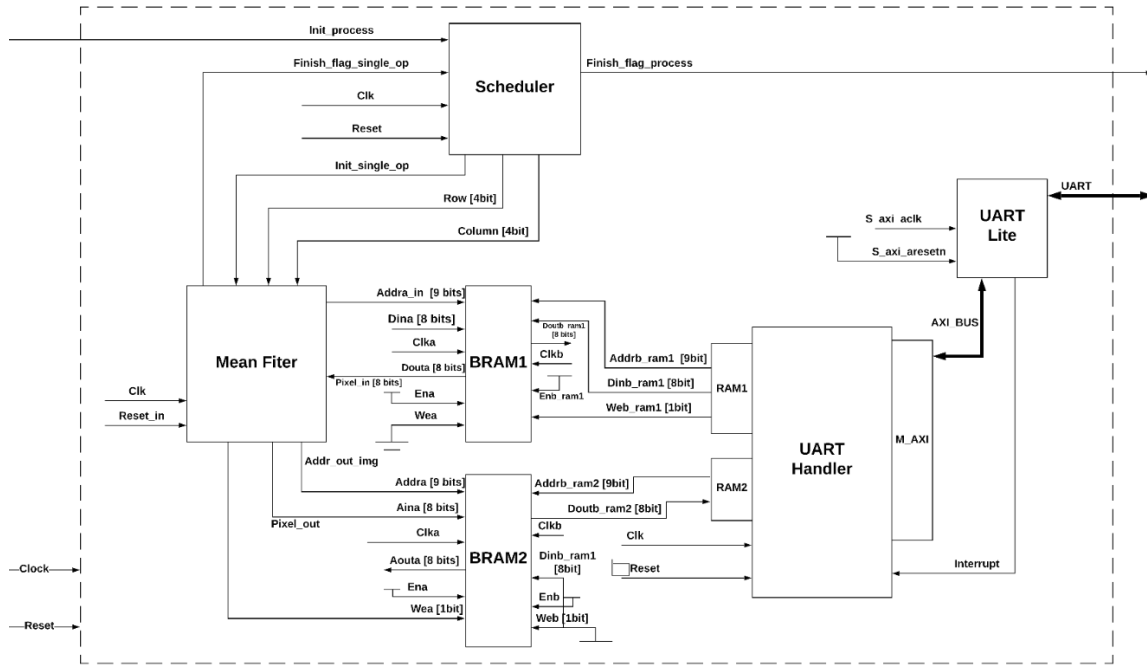 Init_process
Finish_flag_single_op
Clk
Reset
Scheduler
Finish_flag_process
Init_single_op
Row [4bit]
Column [4bit]
UART
UART
Lite
S_axi_aclk
S_axi_aresetn
AXI_BUS
Mean Fiter
Clk
Reset_in
Addra_in [9 bits]
Dina [8 bits]
Clka
Douta [8 bits]
Pixel_in [8 bits]
Ena
Wea
BRAM1
Doutb_ram1
[8 bits]
Clkb
Enb_ram1
Addrb_ram1 [9bit]
Dinb_ram1 [8bit]
Web_ram1 [1bit]
RAM1
RAM2
UART
Handler
M_AXI
Addr_out_img
Pixel_out
Addra [9 bits]
Aina [8 bits]
Clka
Aouta [8 bits]
Ena
Wea [1bit]
BRAM2
Addrb_ram2 [9bit]
Doutb_ram2 [8bit]
Clkb
Dinb_ram1
[8bit]
Enb
Web [1bit]
Clk
Reset
Interrupt
Clock
Reset